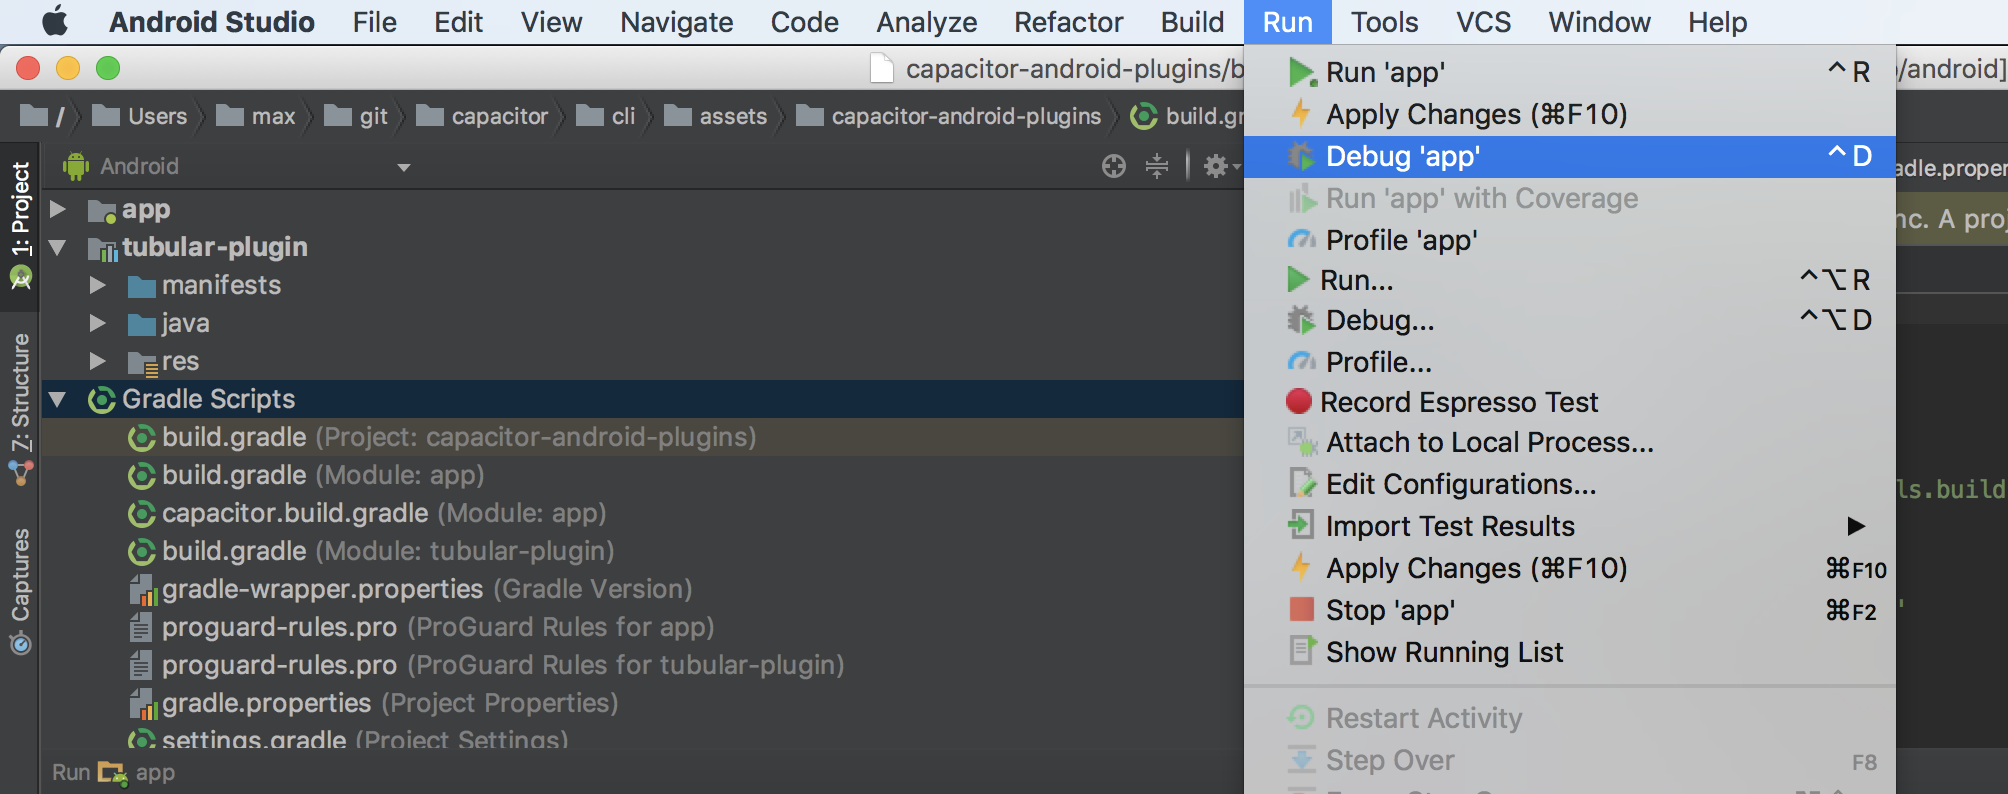 Android Studio File Edit View Navigate Code Analyze Refactor Build Run Tools VCS Window Help
capacitor-android-plugins/b
/android]
/ Users max git capacitor cli assets capacitor-android-plugins build.gr
Android
1: Project
7: Structure
Captures
app
tubular-plugin
manifests
java
res
Gradle Scripts
build.gradle (Project: capacitor-android-plugins)
build.gradle (Module: app)
capacitor.build.gradle (Module: app)
build.gradle (Module: tubular-plugin)
gradle-wrapper.properties (Gradle Version)
proguard-rules.pro (ProGuard Rules for app)
proguard-rules.pro (ProGuard Rules for tubular-plugin)
gradle.properties (Project Properties)
settings.gradle (Project Settings)
Run app
Run 'app' ^R
Apply Changes (⌘F10)
Debug 'app' ^D
Run 'app' with Coverage
Profile 'app'
Run... ^⌥R
Debug... ^⌥D
Profile...
Record Espresso Test
Attach to Local Process...
Edit Configurations...
Import Test Results ▶
Apply Changes (⌘F10) ⌘F10
Stop 'app' ⌘F2
Show Running List
Restart Activity
Step Over F8
adle.proper
nc. A proj
ls.build
'